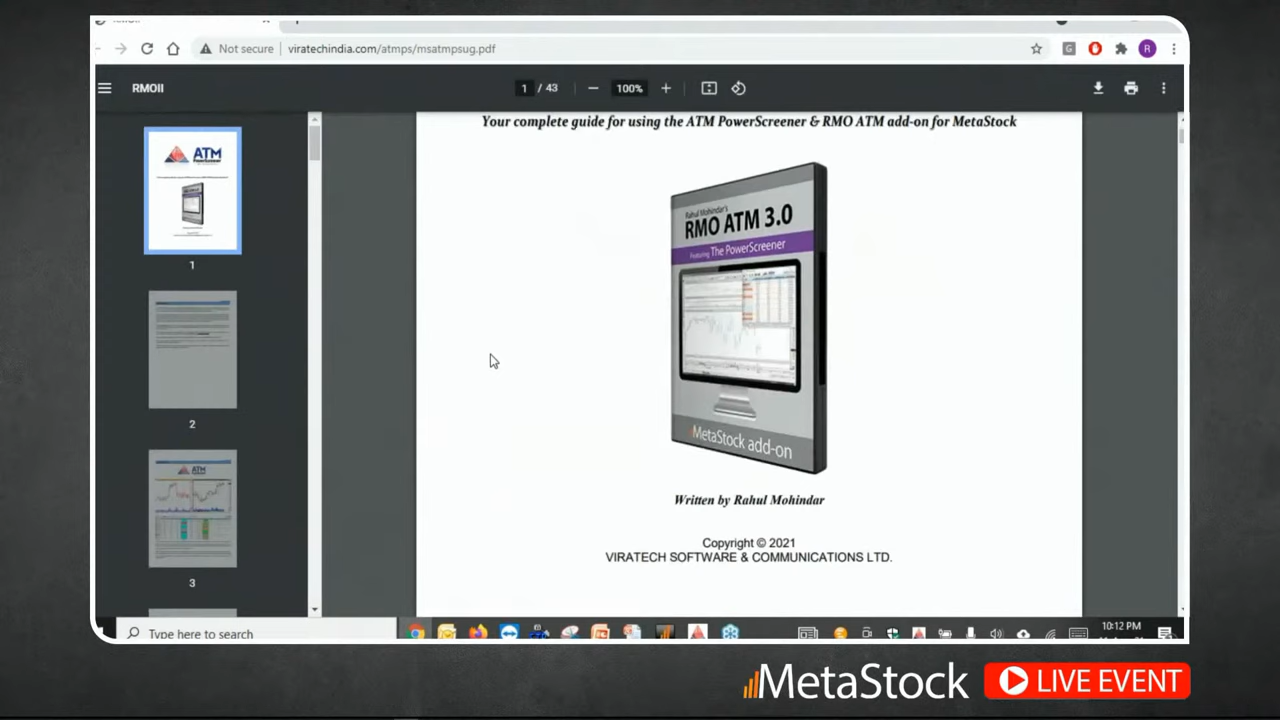 Not secure
viratechindia.com/atmps/msatmpsug.pdf
G
R
RMOII
1 / 43
100%
Your complete guide for using the ATM PowerScreener & RMO ATM add-on for MetaStock
ATM
PowerScreener
Rahul Mohindar's
RMO ATM 3.0
Featuring The PowerScreener
MetaStock add-on
1
2
ATM
3
Written by Rahul Mohindar
Copyright © 2021
VIRATECH SOFTWARE & COMMUNICATIONS LTD.
Type here to search
10:12 PM
MetaStock
LIVE EVENT